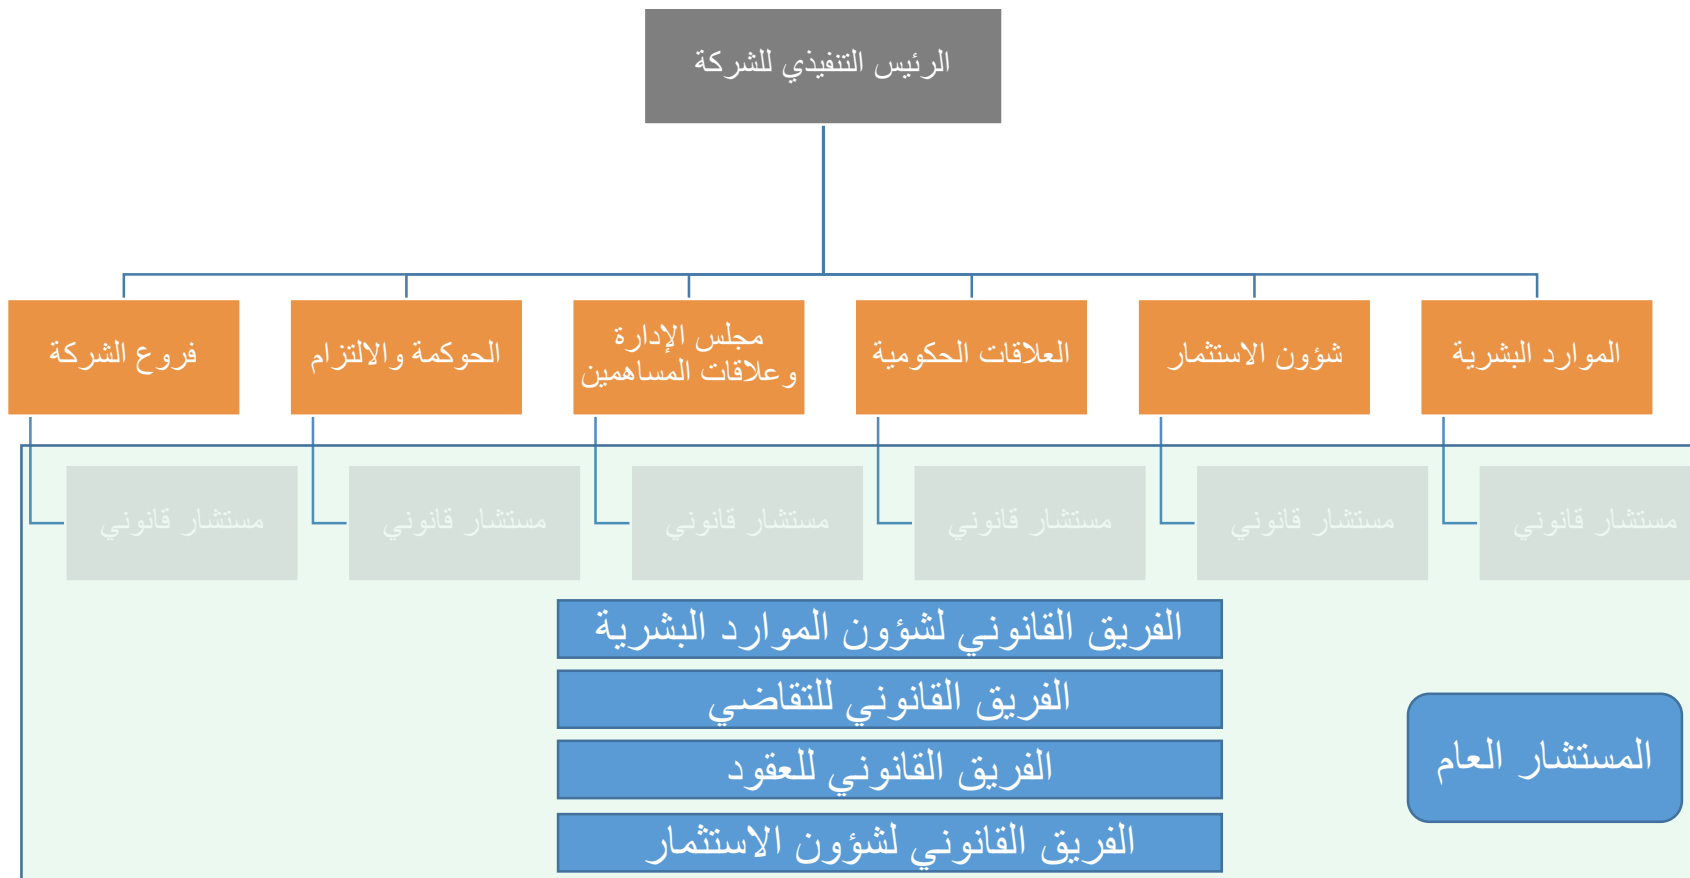 الرئيس التنفيذي للشركة
الموارد البشرية
شؤون الاستثمار
العلاقات الحكومية
مجلس الإدارة
وعلاقات المساهمين
الحوكمة والالتزام
فروع الشركة
مستشار قانوني
مستشار قانوني
مستشار قانوني
مستشار قانوني
مستشار قانوني
مستشار قانوني
الفريق القانوني لشؤون الموارد البشرية
الفريق القانوني للتقاضي
المستشار العام
الفريق القانوني للعقود
الفريق القانوني لشؤون الاستثمار